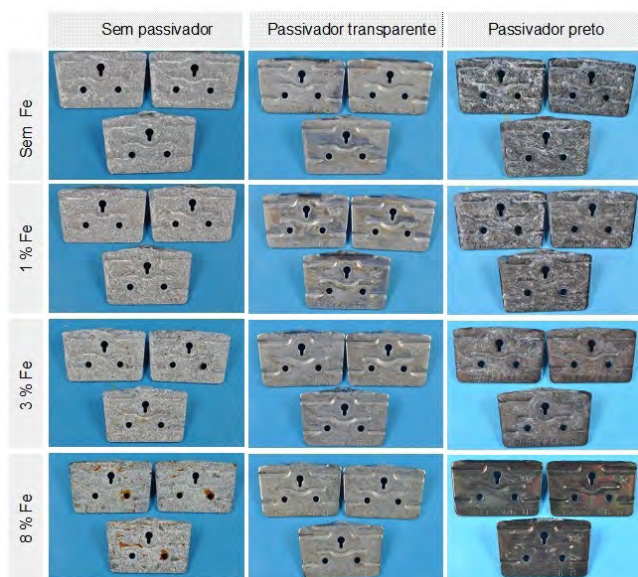 Sem passivador
Passivador transparente
Passivador preto
Sem Fe
1 % Fe
3 % Fe
8 % Fe